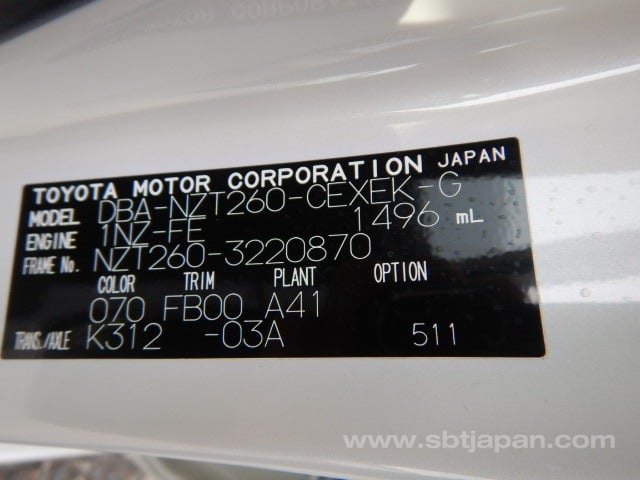 TOYOTA MOTOR CORPORATION JAPAN
MODEL DBA-NZT260-CEXEK-G
ENGINE 1NZ-FE 1496 mL
FRAME No. NZT260-3220870
COLOR TRIM PLANT OPTION
070 FB00 A41
TRANS./AXLE K312 -03A 511
www.sbtjapan.com